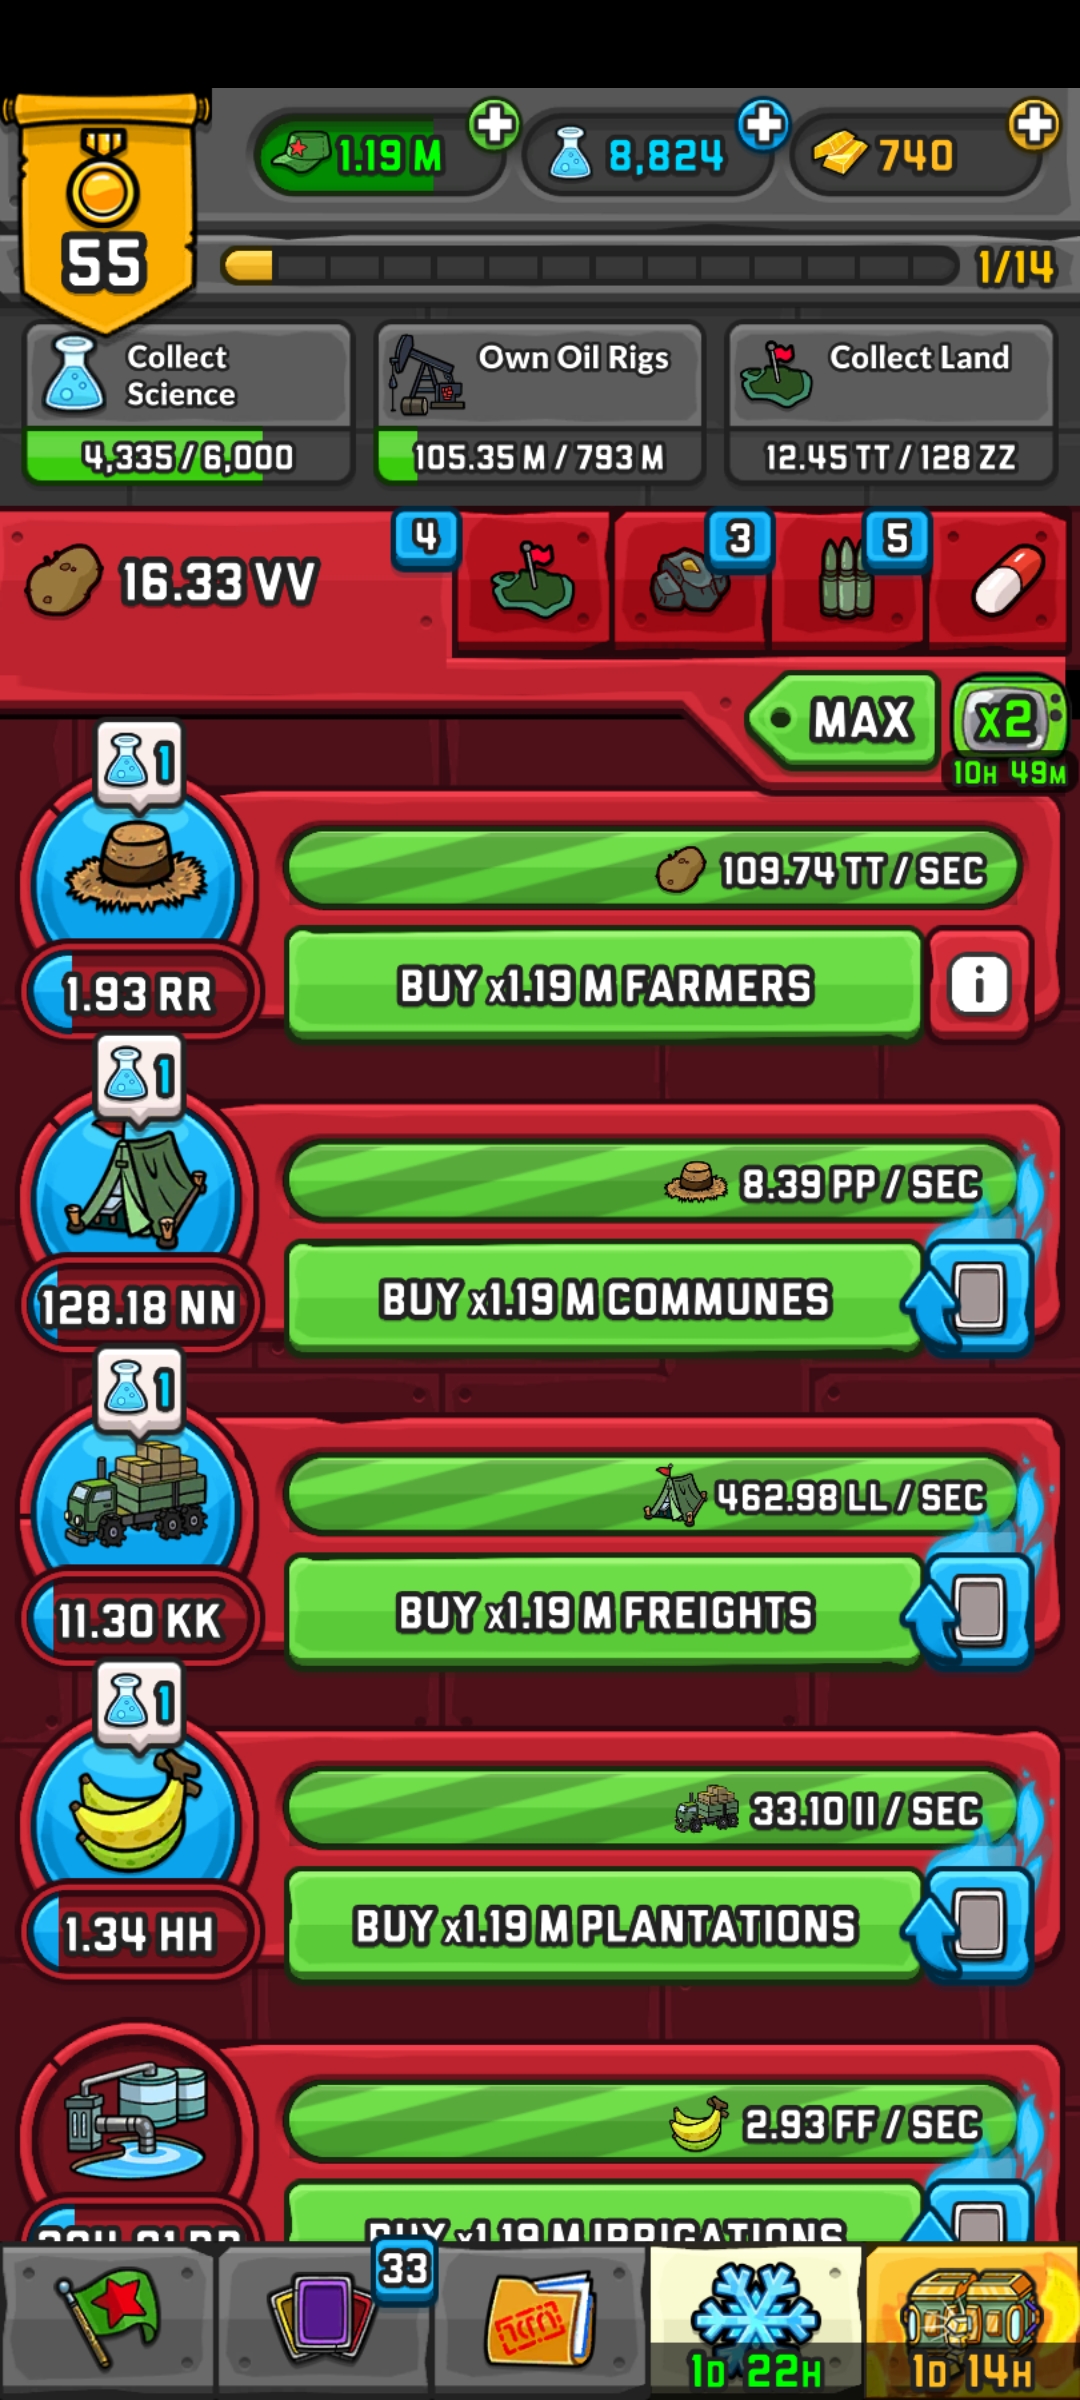 55
1.19 M
8,824
740
1/14
Collect
Science
4,335 / 6,000
Own Oil Rigs
105.35 M / 793 M
Collect Land
12.45 TT / 128 ZZ
16.33 VV
4
3
5
MAX
x2
10H 49M
1
109.74 TT / SEC
1.93 RR
BUY x1.19 M FARMERS
i
1
8.39 PP / SEC
128.18 NN
BUY x1.19 M COMMUNES
1
462.98 LL / SEC
11.30 KK
BUY x1.19 M FREIGHTS
1
33.10 II / SEC
1.34 HH
BUY x1.19 M PLANTATIONS
2.93 FF / SEC
BUY x1.19 M IRRIGATIONS
33
1D 22H
1D 14H